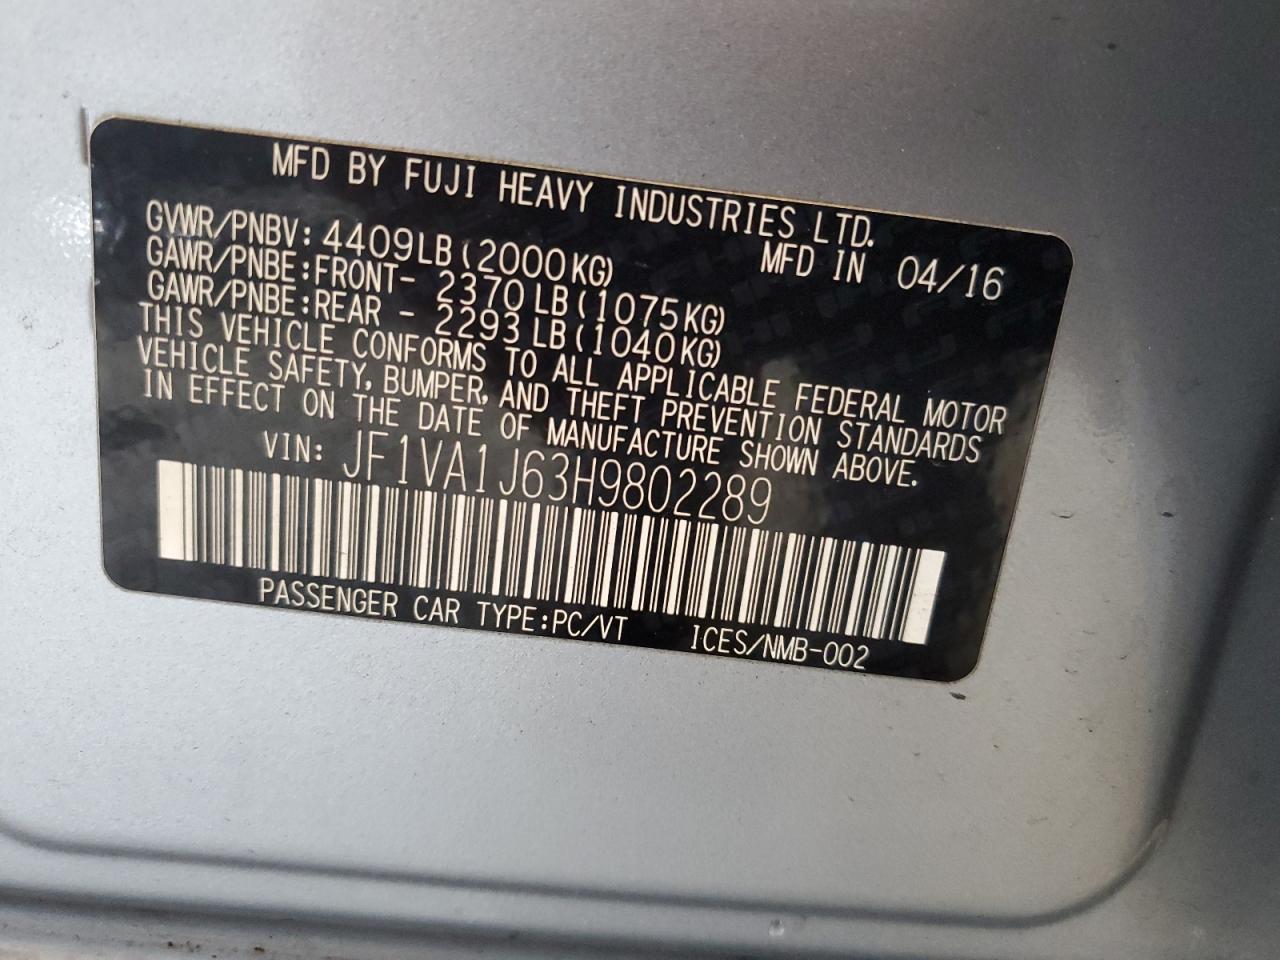 MFD BY FUJI HEAVY INDUSTRIES LTD.
GVWR/PNBV: 4409LB (2000KG) MFD IN 04/16
GAWR/PNBE:FRONT- 2370LB (1075KG)
GAWR/PNBE:REAR - 2293LB (1040KG)
THIS VEHICLE CONFORMS TO ALL APPLICABLE FEDERAL MOTOR
VEHICLE SAFETY, BUMPER, AND THEFT PREVENTION STANDARDS
IN EFFECT ON THE DATE OF MANUFACTURE SHOWN ABOVE.
VIN: JF1VA1J63H9802289
PASSENGER CAR TYPE:PC/VT ICES/NMB-002